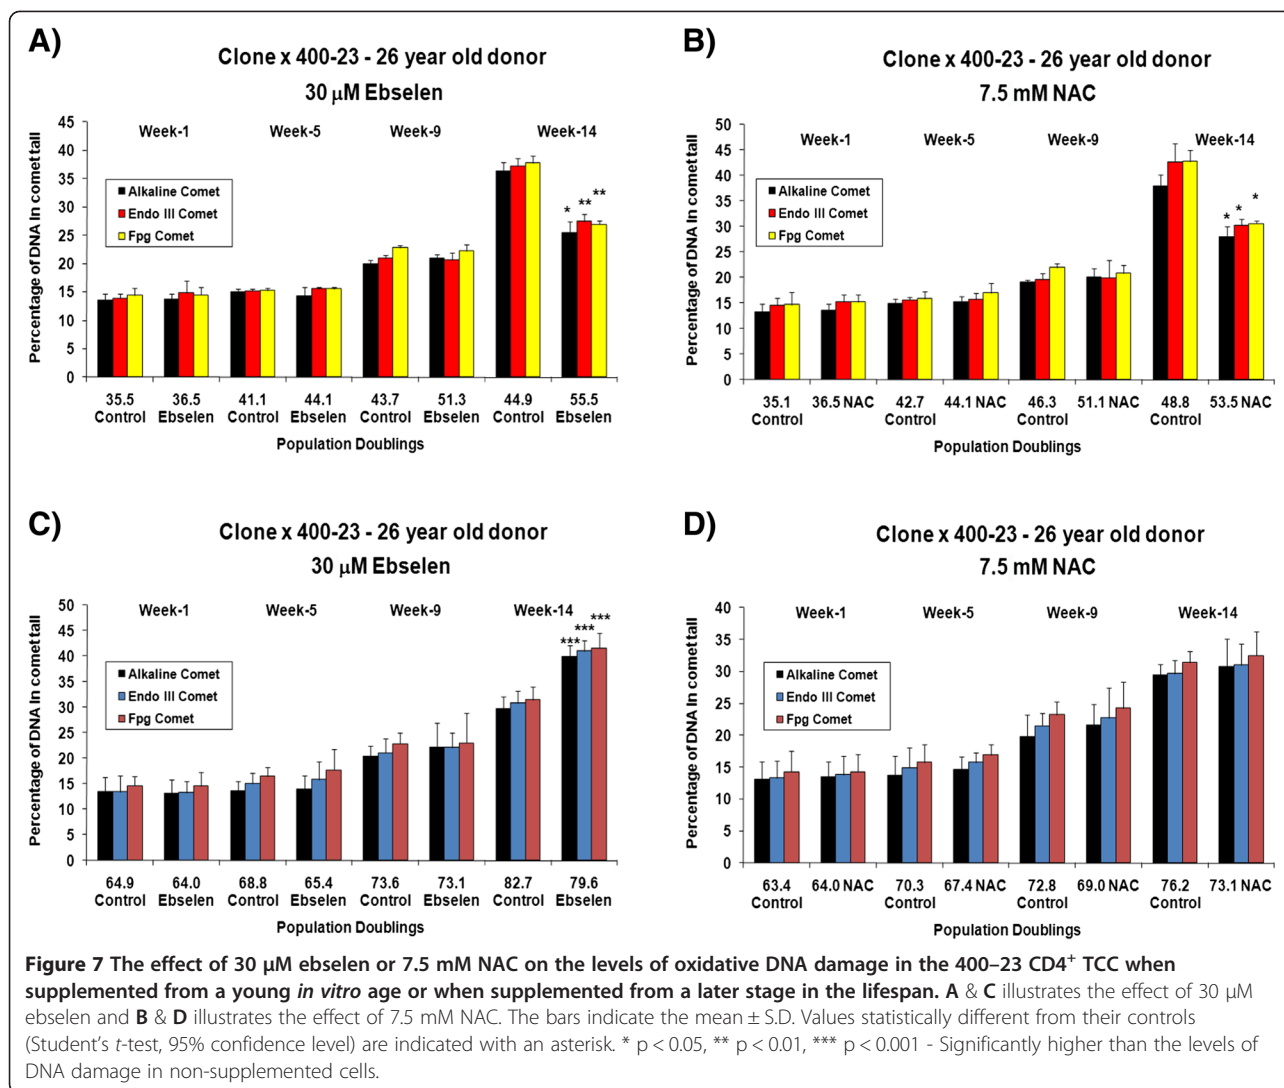 A)
Clone x 400-23 - 26 year old donor
30 µM Ebselen
Percentage of DNA In comet tall
45
40
35
30
25
20
15
10
5
0
Week-1 Week-5 Week-9 Week-14
Alkaline Comet
Endo III Comet
Fpg Comet
* ** **
35.5 36.5 41.1 44.1 43.7 51.3 44.9 55.5
Control Ebselen Control Ebselen Control Ebselen Control Ebselen
Population Doublings
B)
Clone x 400-23 - 26 year old donor
7.5 mM NAC
Percentage of DNA In comet tall
50
45
40
35
30
25
20
15
10
5
0
Week-1 Week-5 Week-9 Week-14
Alkaline Comet
Endo III Comet
Fpg Comet
* * *
35.1 36.5 NAC 42.7 44.1 NAC 46.3 51.1 NAC 48.8 53.5 NAC
Control Control Control Control
Population Doublings
C)
Clone x 400-23 - 26 year old donor
30 µM Ebselen
Percentage of DNA In comet tall
50
45
40
35
30
25
20
15
10
5
0
Week-1 Week-5 Week-9 Week-14
Alkaline Comet
Endo III Comet
Fpg Comet
*** *** ***
64.9 64.0 68.8 65.4 73.6 73.1 82.7 79.6
Control Ebselen Control Ebselen Control Ebselen Control Ebselen
Population Doublings
D)
Clone x 400-23 - 26 year old donor
7.5 mM NAC
Percentage of DNA In comet tall
40
35
30
25
20
15
10
5
0
Week-1 Week-5 Week-9 Week-14
Alkaline Comet
Endo III Comet
Fpg Comet
63.4 64.0 NAC 70.3 67.4 NAC 72.8 69.0 NAC 76.2 73.1 NAC
Control Control Control Control
Population Doublings
Figure 7 The effect of 30 µM ebselen or 7.5 mM NAC on the levels of oxidative DNA damage in the 400–23 CD4⁺ TCC when
supplemented from a young in vitro age or when supplemented from a later stage in the lifespan. A & C illustrates the effect of 30 µM
ebselen and B & D illustrates the effect of 7.5 mM NAC. The bars indicate the mean ± S.D. Values statistically different from their controls
(Student's t-test, 95% confidence level) are indicated with an asterisk. * p < 0.05, ** p < 0.01, *** p < 0.001 - Significantly higher than the levels of
DNA damage in non-supplemented cells.